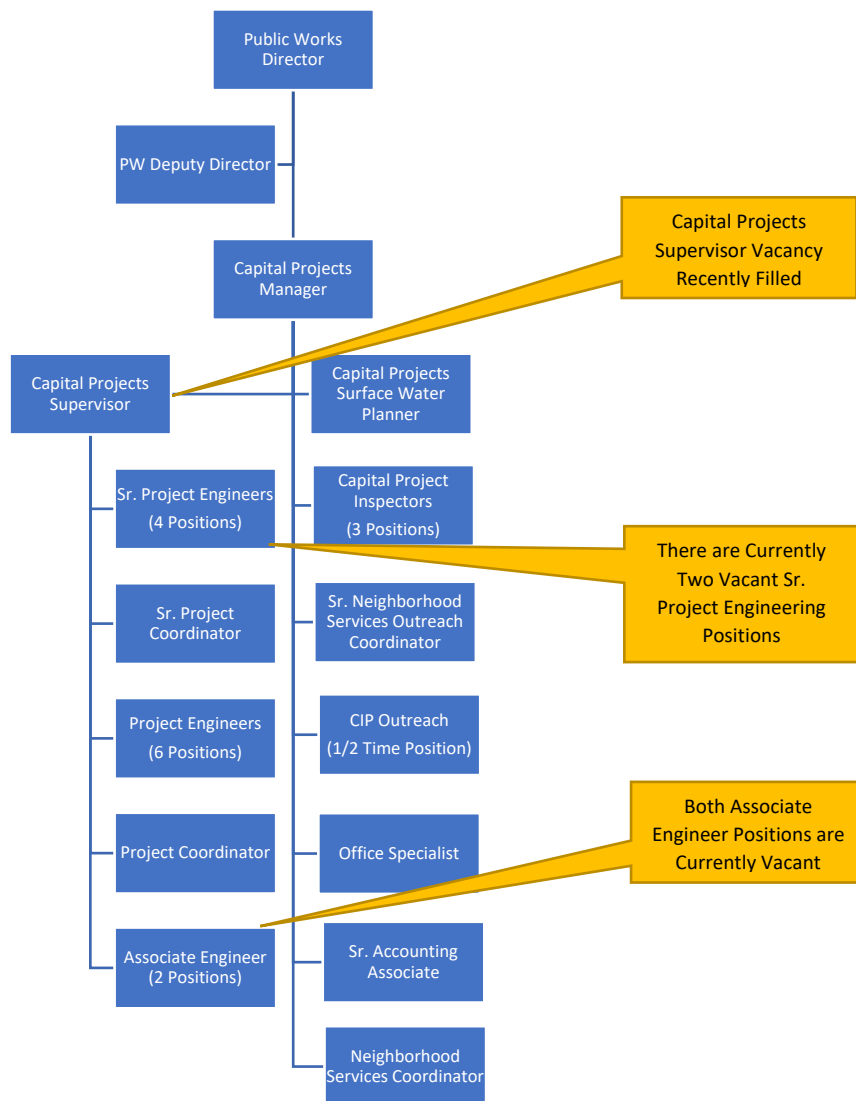 Public Works
Director
PW Deputy Director
Capital Projects
Supervisor Vacancy
Recently Filled
Capital Projects
Manager
Capital Projects
Supervisor
Capital Projects
Surface Water
Planner
Sr. Project Engineers
(4 Positions)
Capital Project
Inspectors
(3 Positions)
There are Currently
Two Vacant Sr.
Project Engineering
Positions
Sr. Project
Coordinator
Sr. Neighborhood
Services Outreach
Coordinator
Project Engineers
(6 Positions)
CIP Outreach
(1/2 Time Position)
Both Associate
Engineer Positions are
Currently Vacant
Project Coordinator
Office Specialist
Associate Engineer
(2 Positions)
Sr. Accounting
Associate
Neighborhood
Services Coordinator